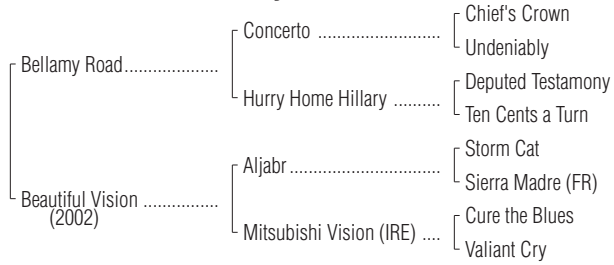 Chief's Crown
Concerto ..........................
Undeniably
Bellamy Road....................
Deputed Testamony
Hurry Home Hillary ..........
Ten Cents a Turn
Storm Cat
Aljabr................................
Sierra Madre (FR)
Beautiful Vision ................
(2002)
Cure the Blues
Mitsubishi Vision (IRE) ....
Valiant Cry